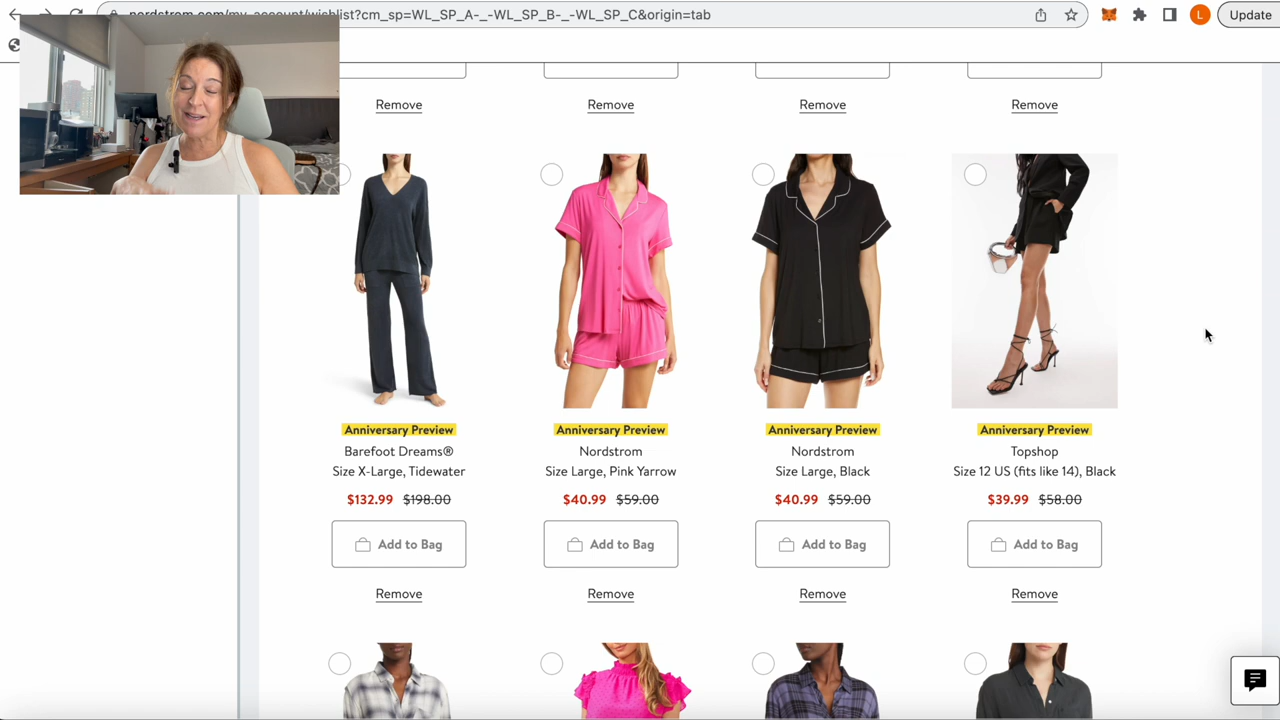 nordstrom.com/my_account/wishlist?cm_sp=WL_SP_A-_-WL_SP_B-_-WL_SP_C&origin=tab
L
Update
Remove
Remove
Remove
Remove
Anniversary Preview
Anniversary Preview
Anniversary Preview
Anniversary Preview
Barefoot Dreams®
Nordstrom
Nordstrom
Topshop
Size X-Large, Tidewater
Size Large, Pink Yarrow
Size Large, Black
Size 12 US (fits like 14), Black
$132.99 $198.00
$40.99 $59.00
$40.99 $59.00
$39.99 $58.00
Add to Bag
Add to Bag
Add to Bag
Add to Bag
Remove
Remove
Remove
Remove